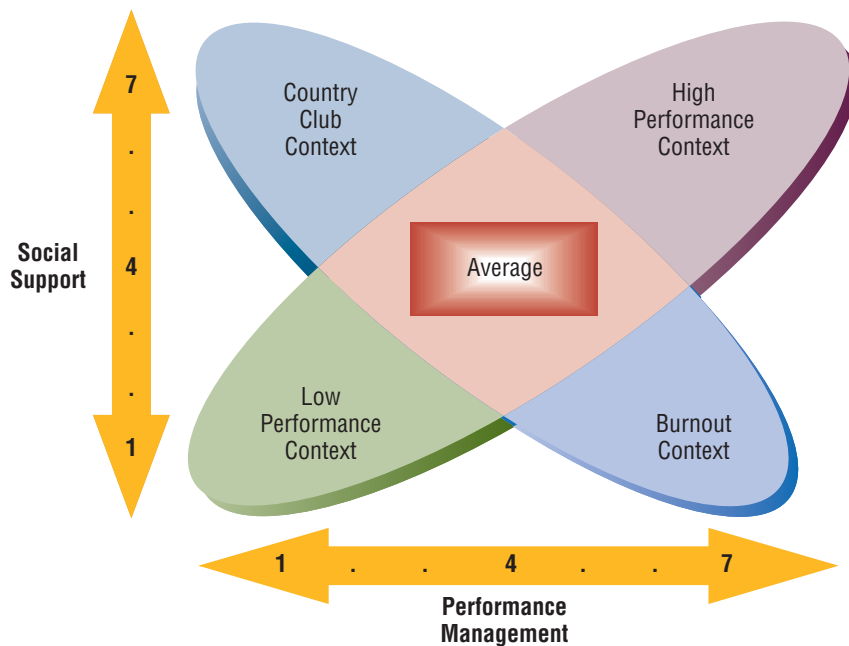 7
.
.
4
.
.
1
Social
Support
Country
Club
Context
High
Performance
Context
Average
Low
Performance
Context
Burnout
Context
1 . . 4 . . 7
Performance
Management